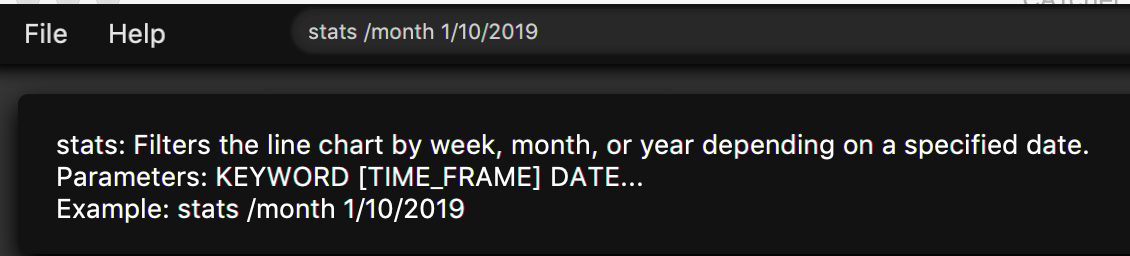 File Help stats /month 1/10/2019
stats: Filters the line chart by week, month, or year depending on a specified date.
Parameters: KEYWORD [TIME_FRAME] DATE...
Example: stats /month 1/10/2019